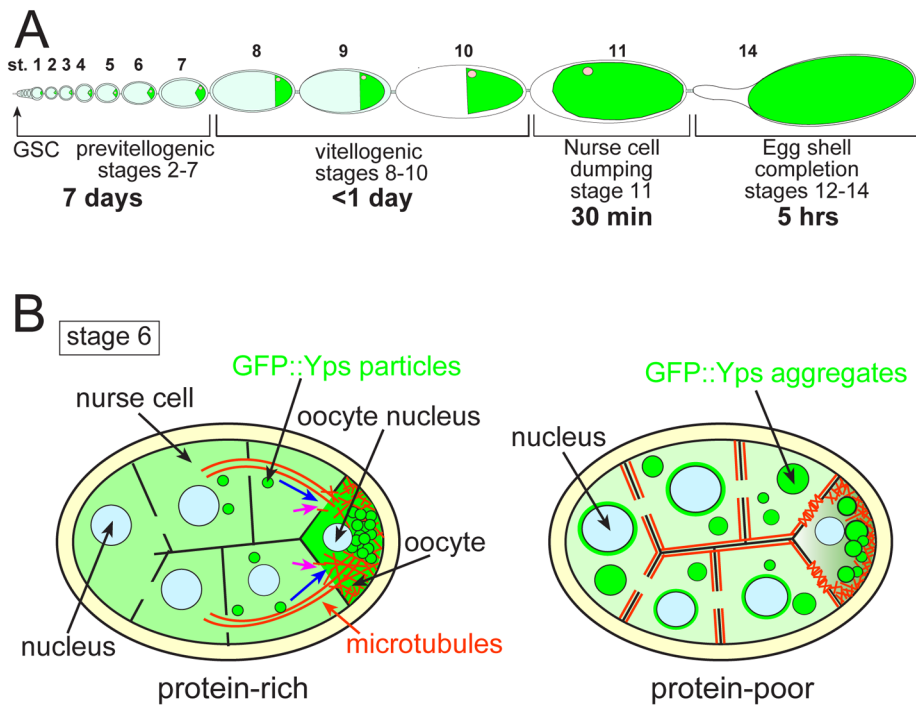 A
st. 1 2 3 4 5 6 7 8 9 10 11 14
GSC
previtellogenic
stages 2-7
7 days
vitellogenic
stages 8-10
<1 day
Nurse cell
dumping
stage 11
30 min
Egg shell
completion
stages 12-14
5 hrs
B
stage 6
GFP::Yps particles
nurse cell
oocyte nucleus
oocyte
nucleus
microtubules
protein-rich
GFP::Yps aggregates
nucleus
protein-poor